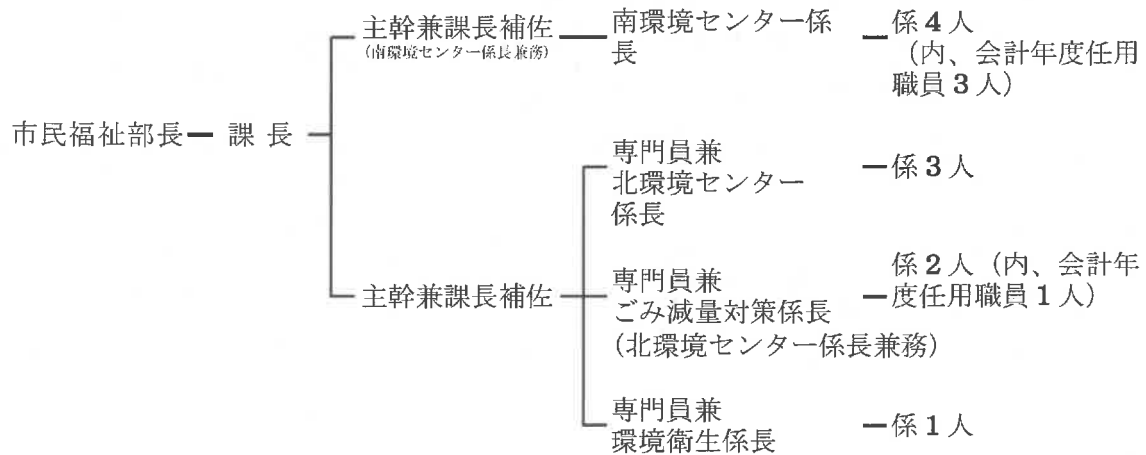 主幹兼課長補佐
(南環境センター係長兼務)
南環境センター係
長
係4人
(内、会計年度任用
職員3人)
市民福祉部長
課長
専門員兼
北環境センター
係長
係3人
主幹兼課長補佐
専門員兼
ごみ減量対策係長
(北環境センター係長兼務)
係2人(内、会計年
度任用職員1人)
専門員兼
環境衛生係長
係1人